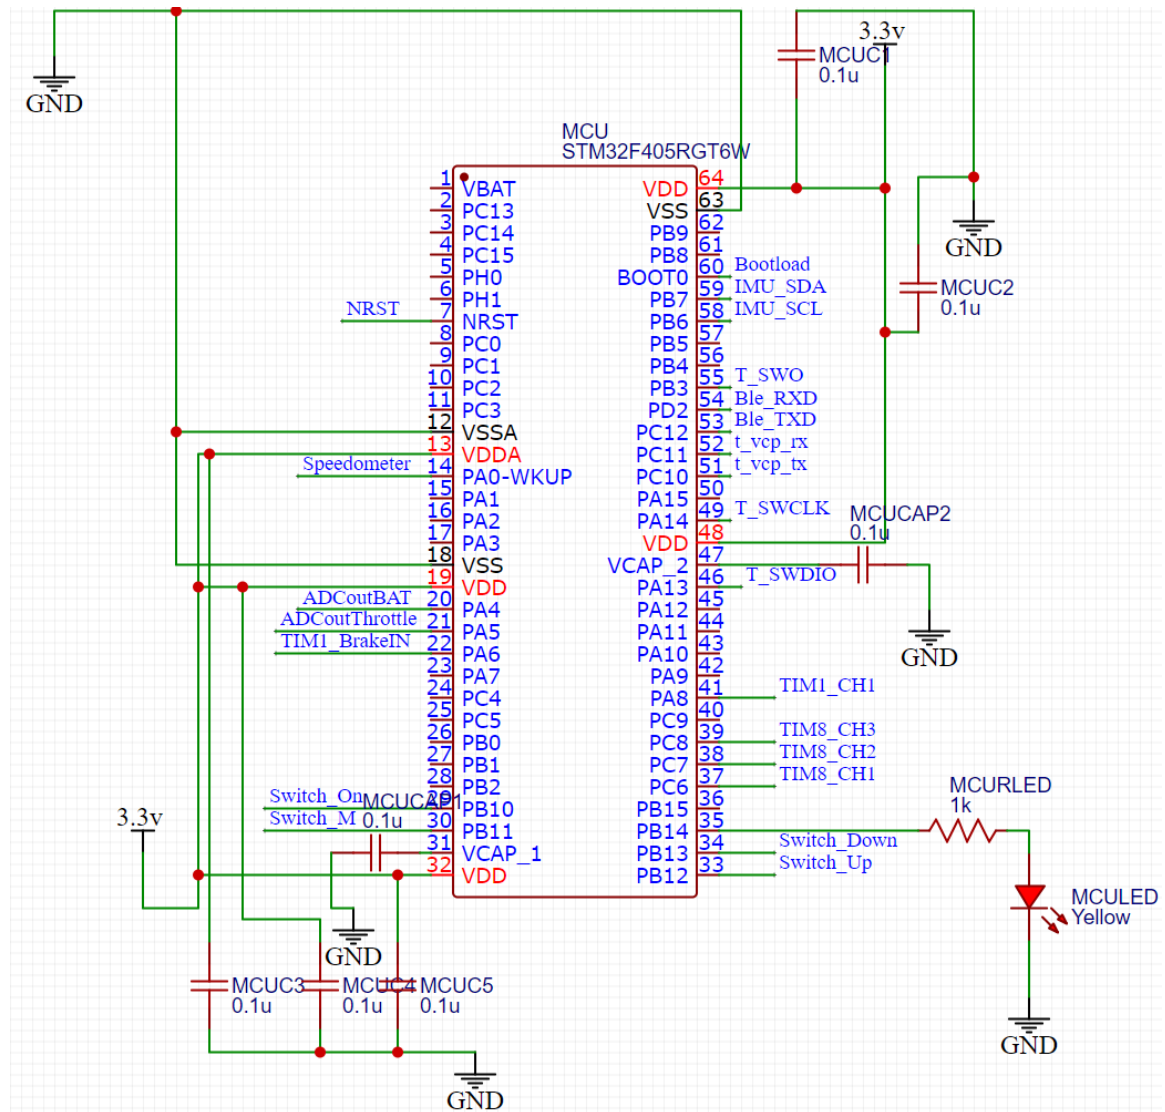 GND
3.3v
MCUC1
0.1u
GND
MCUC2
0.1u
MCU
STM32F405RGT6W
1 VBAT
2 PC13
3 PC14
4 PC15
5 PH0
6 PH1
NRST 7 NRST
8 PC0
9 PC1
10 PC2
11 PC3
12 VSSA
13 VDDA
Speedometer 14 PA0-WKUP
15 PA1
16 PA2
17 PA3
18 VSS
19 VDD
ADCoutBAT 20 PA4
ADCoutThrottle 21 PA5
TIM1_BrakeIN 22 PA6
23 PA7
24 PC4
25 PC5
26 PB0
27 PB1
28 PB2
Switch_On 29 PB10
Switch_M 30 PB11
31 VCAP_1
32 VDD
VDD 64
VSS 63
PB9 62
PB8 61
BOOT0 60 Bootload
PB7 59 IMU_SDA
PB6 58 IMU_SCL
PB5 57
PB4 56
PB3 55 T_SWO
PD2 54 Ble_RXD
PC12 53 Ble_TXD
PC11 52 t_vcp_rx
PC10 51 t_vcp_tx
PA15 50
PA14 49 T_SWCLK
VDD 48
VCAP_2 47
PA13 46 T_SWDIO
PA12 45
PA11 44
PA10 43
PA9 42
PA8 41 TIM1_CH1
PC9 40
PC8 39 TIM8_CH3
PC7 38 TIM8_CH2
PC6 37 TIM8_CH1
PB15 36
PB14 35
PB13 34 Switch_Down
PB12 33 Switch_Up
MCUCAP2
0.1u
GND
MCURLED
1k
MCULED
Yellow
GND
MCUCAP1
0.1u
3.3v
GND
MCUC3
0.1u
MCUC4
0.1u
MCUC5
0.1u
GND